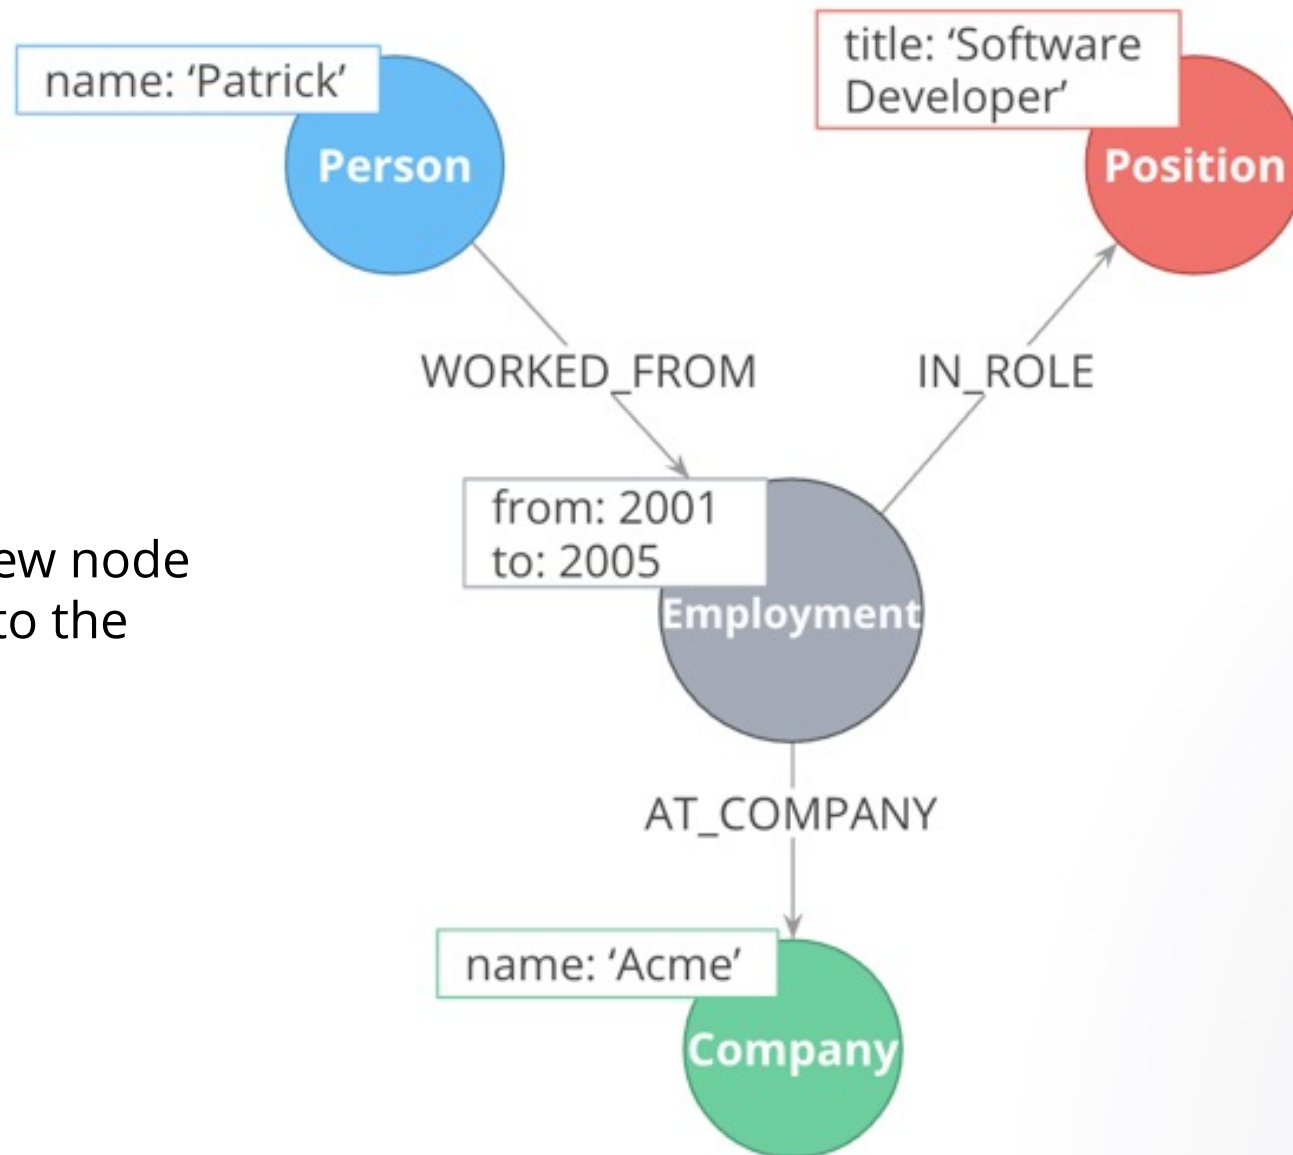 name: ‘Patrick’
title: ‘Software
Developer’
Person
Position
WORKED_FROM
IN_ROLE
from: 2001
to: 2005
ew node
to the
Employment
AT_COMPANY
name: ‘Acme’
Company